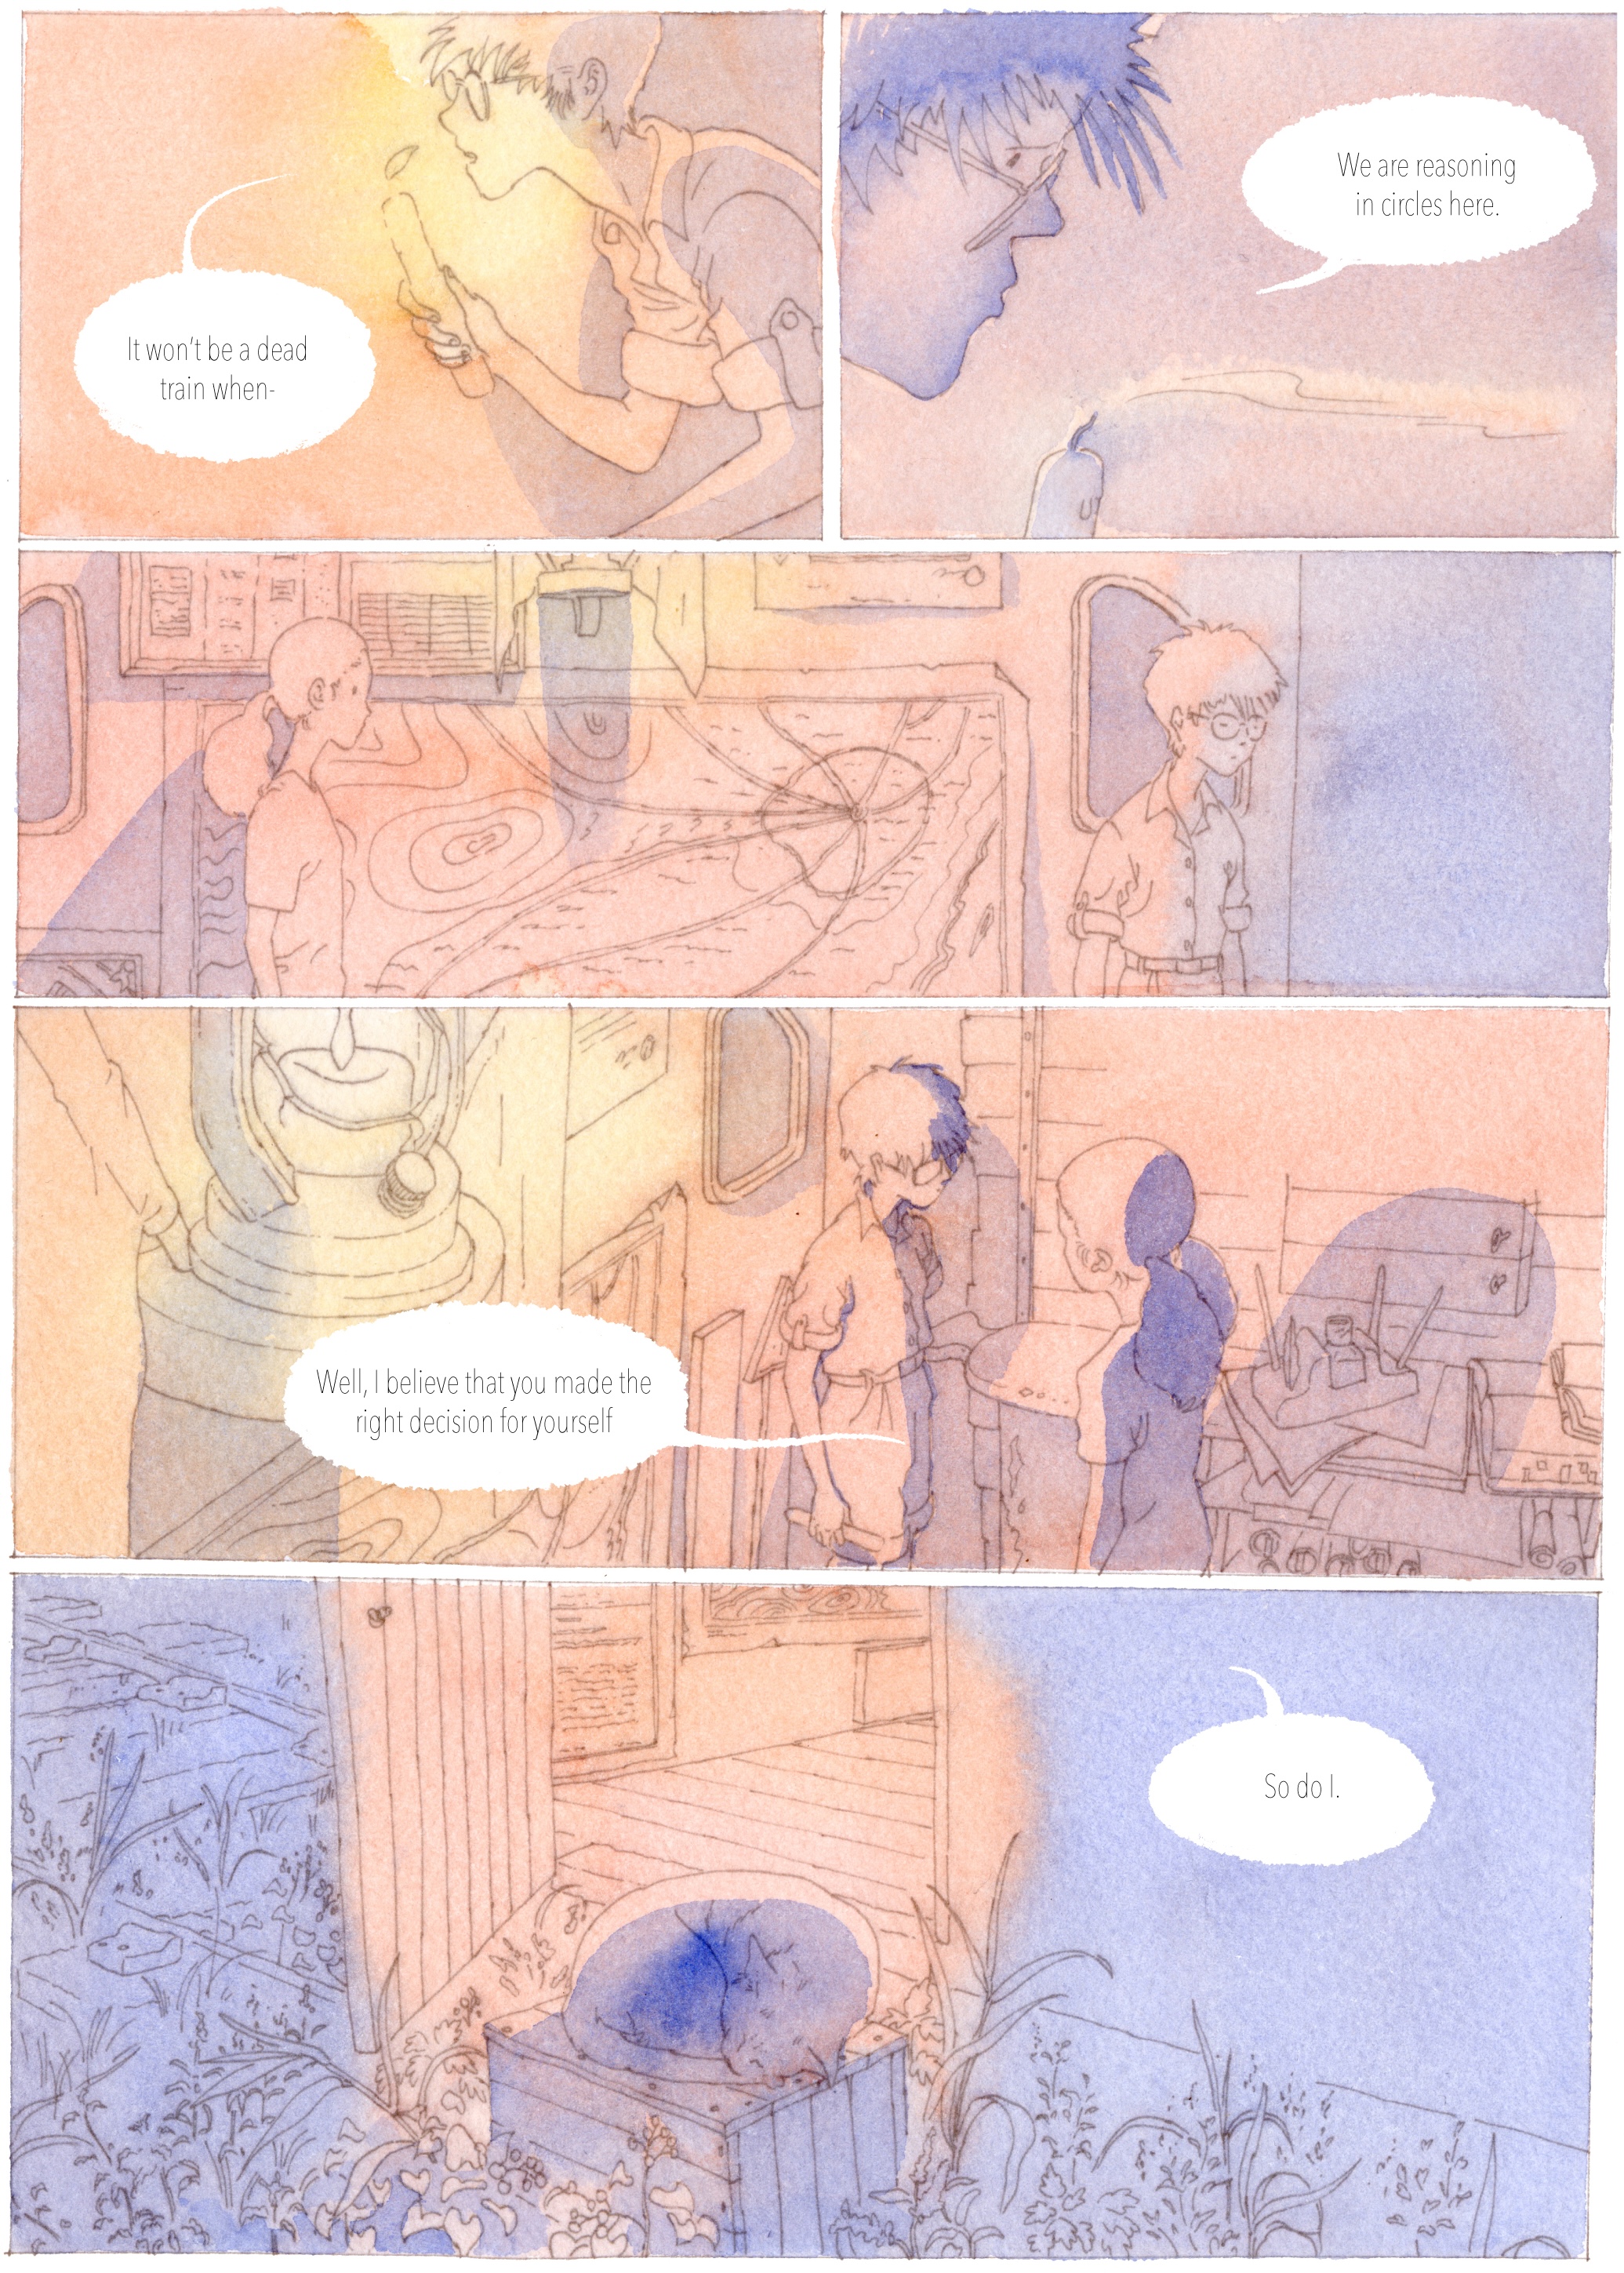 It won't be a dead
train when-
We are reasoning
in circles here.
Well, I believe that you made the
right decision for yourself
So do I.